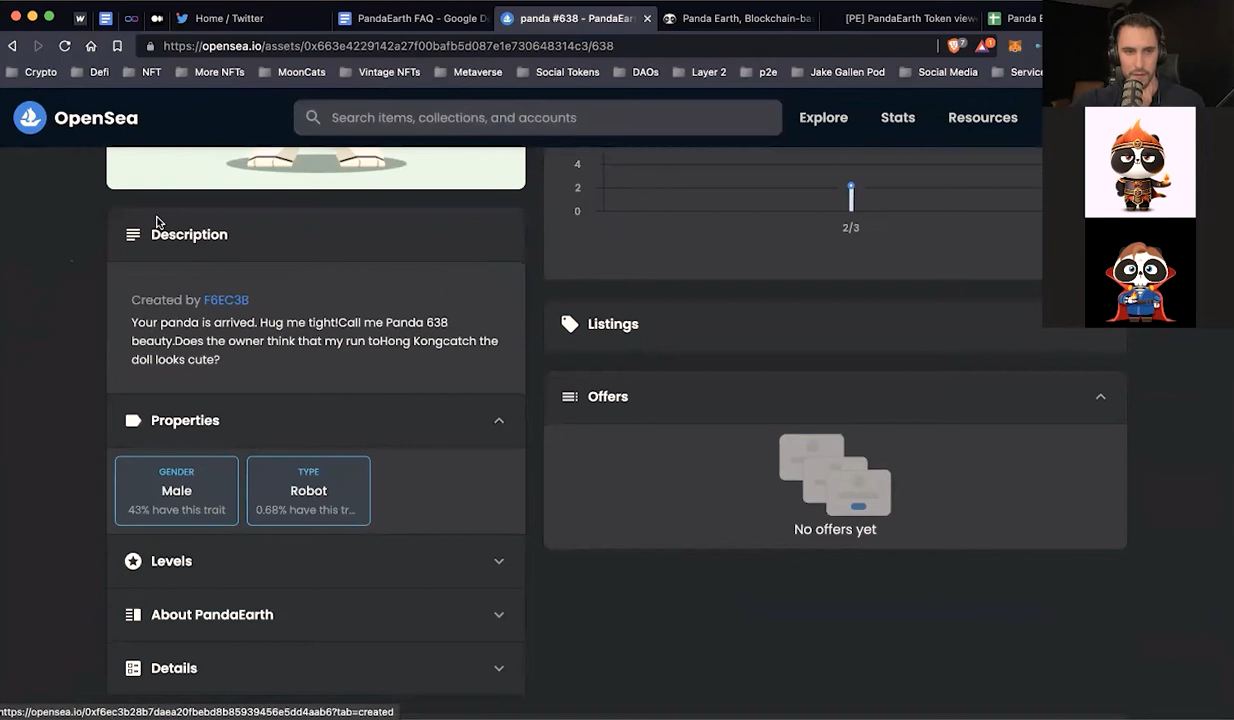 Home / Twitter
PandaEarth FAQ - Google D
panda #638 - PandaEar
Panda Earth, Blockchain-ba
[PE] PandaEarth Token view
Panda E
https://opensea.io/assets/0x663e4229142a27f00bafb5d087e1e730648314c3/638
7
1
Crypto
Defi
NFT
More NFTs
MoonCats
Vintage NFTs
Metaverse
Social Tokens
DAOs
Layer 2
p2e
Jake Gallen Pod
Social Media
Servic
OpenSea
Search items, collections, and accounts
Explore
Stats
Resources
4
2
0
2/3
Description
Created by F6EC3B
Your panda is arrived. Hug me tight!Call me Panda 638
beauty.Does the owner think that my run toHong Kongcatch the
doll looks cute?
Listings
Offers
No offers yet
Properties
GENDER
Male
43% have this trait
TYPE
Robot
0.68% have this tr...
Levels
About PandaEarth
Details
https://opensea.io/0xf6ec3b28b7daea20fbebd8b85939456e5dd4aab6?tab=created